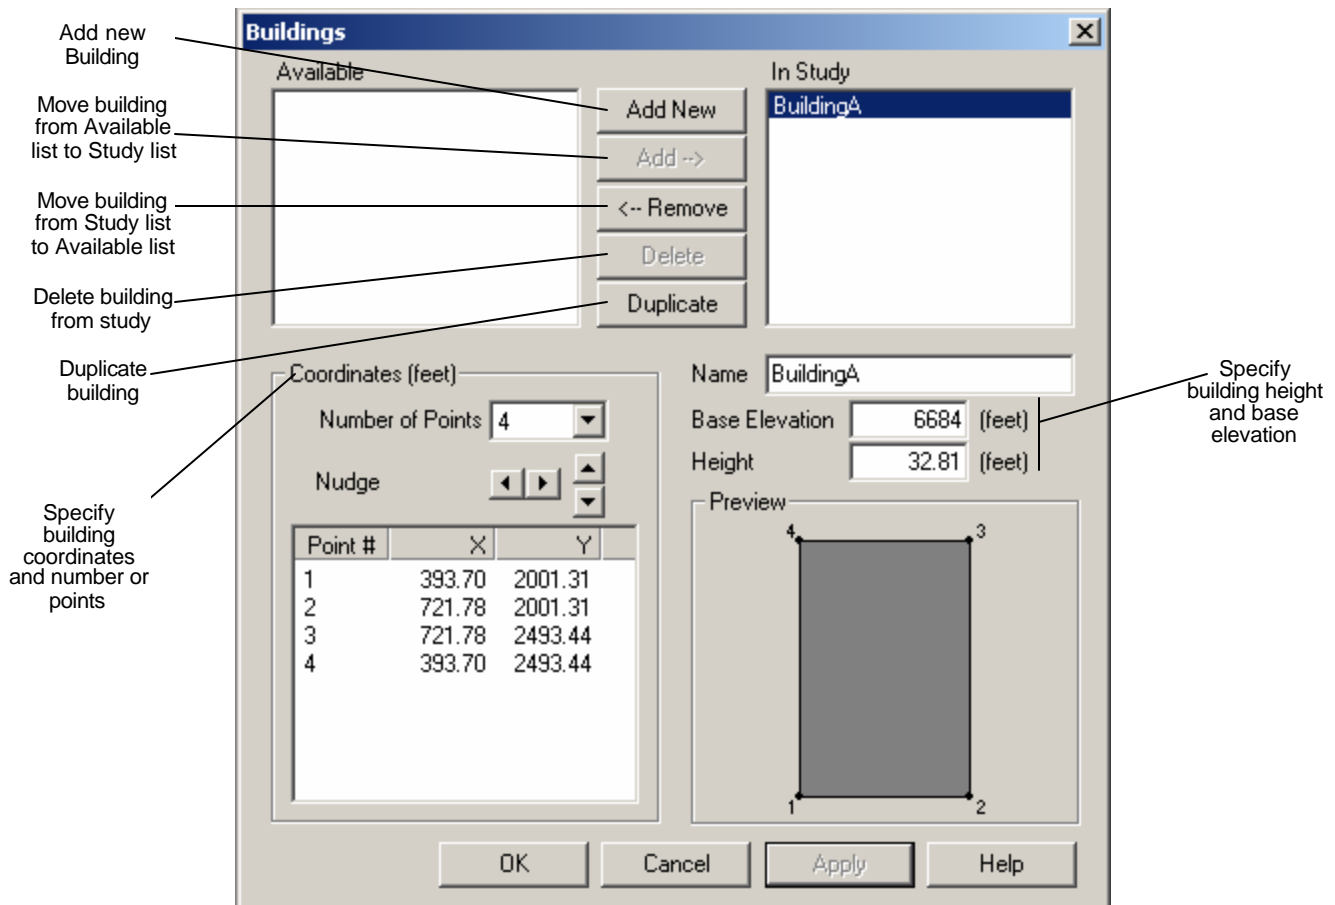 Buildings
Add new
Building
Move building
from Available
list to Study list
Move building
from Study list
to Available list
Delete building
from study
Duplicate
building
Specify
building
coordinates
and number or
points
Available
Add New
Add -->
<-- Remove
Delete
Duplicate
In Study
BuildingA
Coordinates (feet)
Number of Points 4
Nudge
Point # X Y
1 393.70 2001.31
2 721.78 2001.31
3 721.78 2493.44
4 393.70 2493.44
Name BuildingA
Base Elevation 6684 (feet)
Height 32.81 (feet)
Specify
building height
and base
elevation
Preview
4 3
1 2
OK Cancel Apply Help